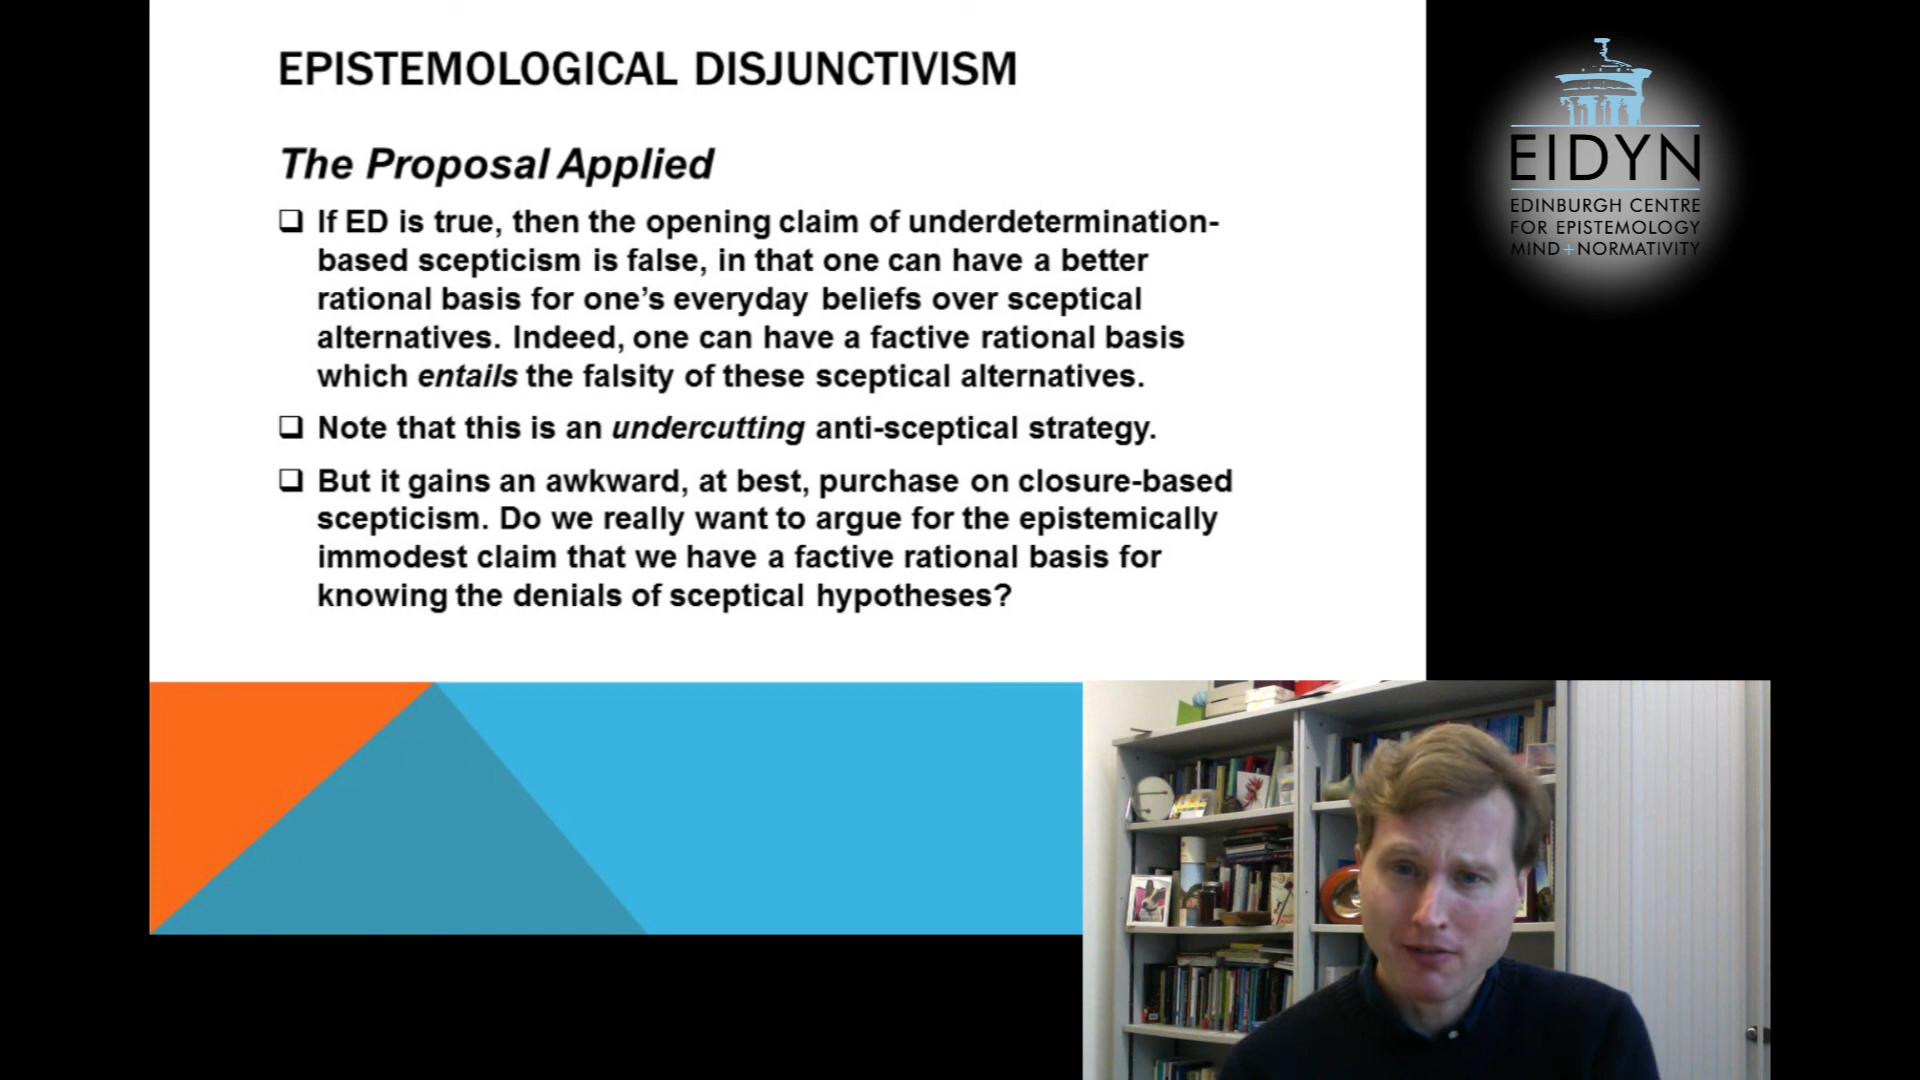 EPISTEMOLOGICAL DISJUNCTIVISM
The Proposal Applied
If ED is true, then the opening claim of underdetermination-
based scepticism is false, in that one can have a better
rational basis for one's everyday beliefs over sceptical
alternatives. Indeed, one can have a factive rational basis
which entails the falsity of these sceptical alternatives.
Note that this is an undercutting anti-sceptical strategy.
But it gains an awkward, at best, purchase on closure-based
scepticism. Do we really want to argue for the epistemically
immodest claim that we have a factive rational basis for
knowing the denials of sceptical hypotheses?
EIDYN
EDINBURGH CENTRE
FOR EPISTEMOLOGY
MIND+NORMATIVITY